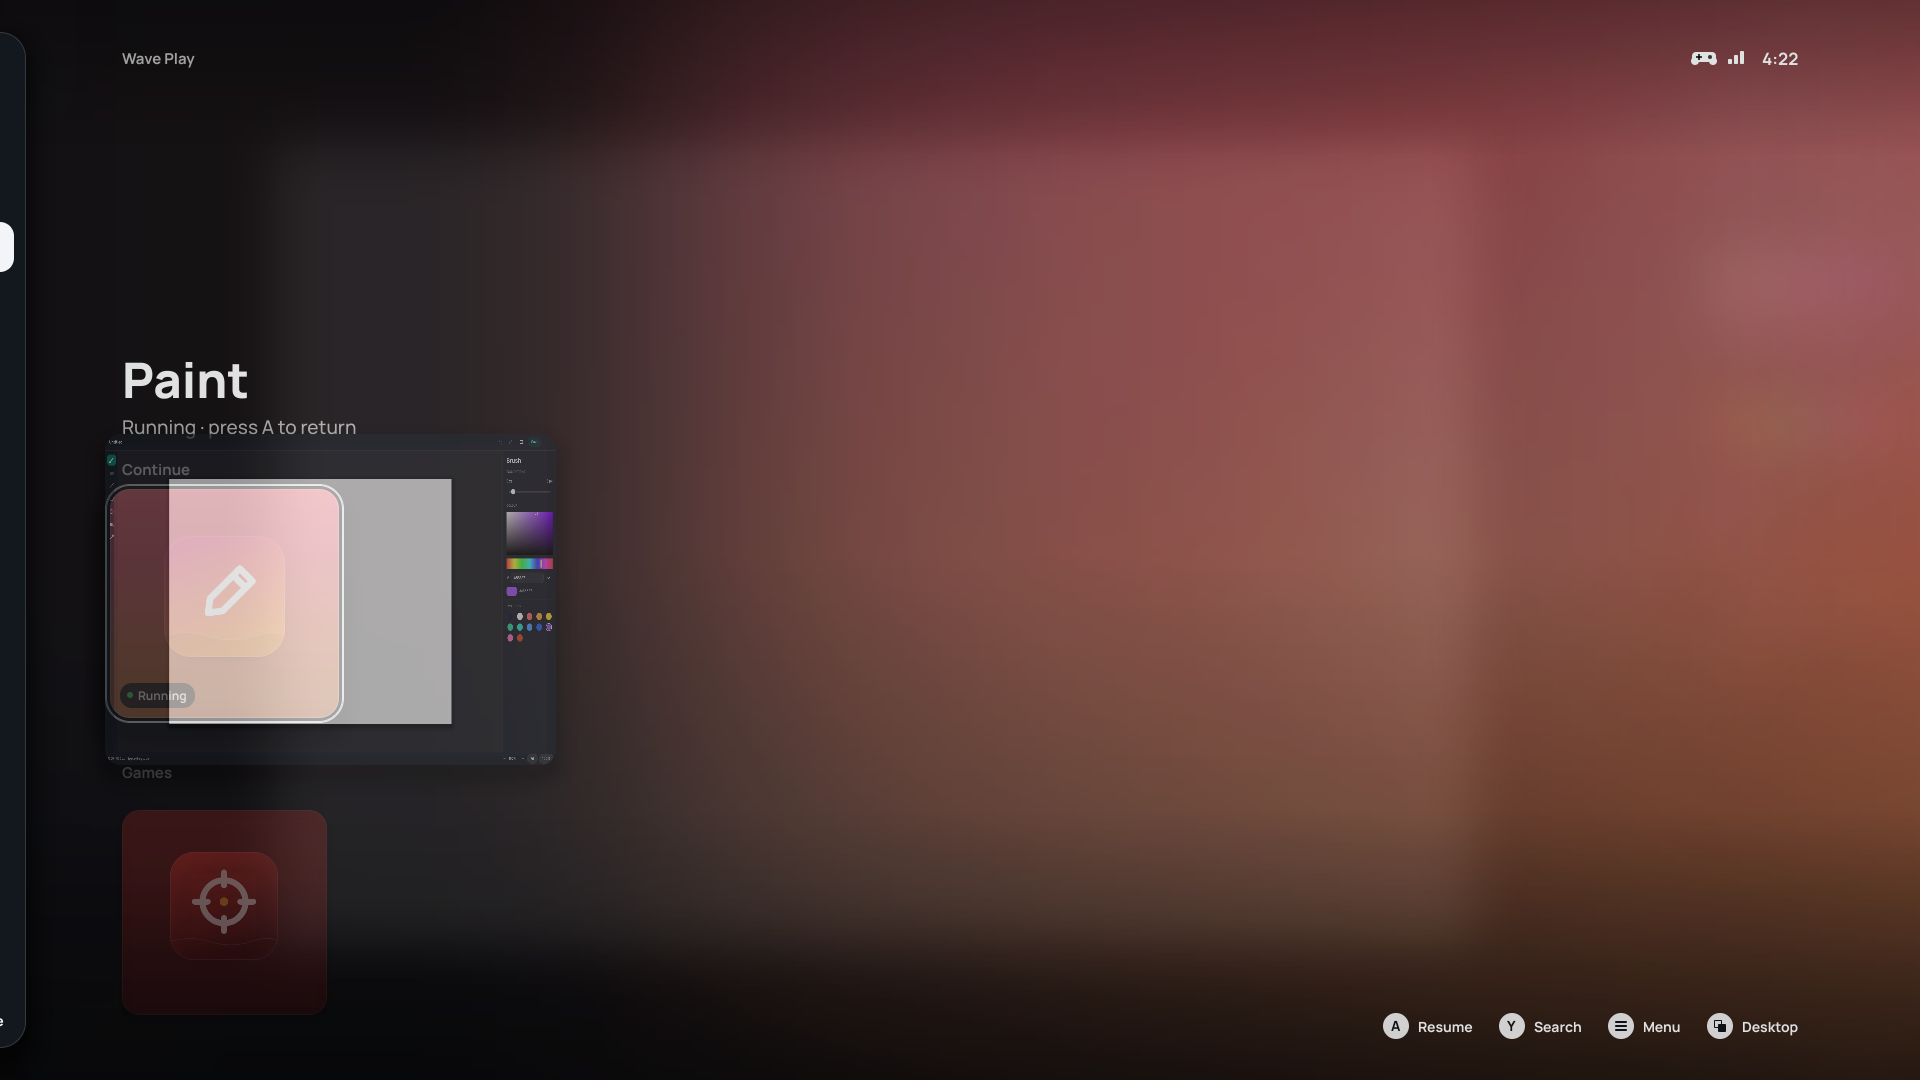 Wave Play
4:22
Paint
Running · press A to return
Continue
Brush
Running
Games
e
A Resume
Y Search
Menu
Desktop